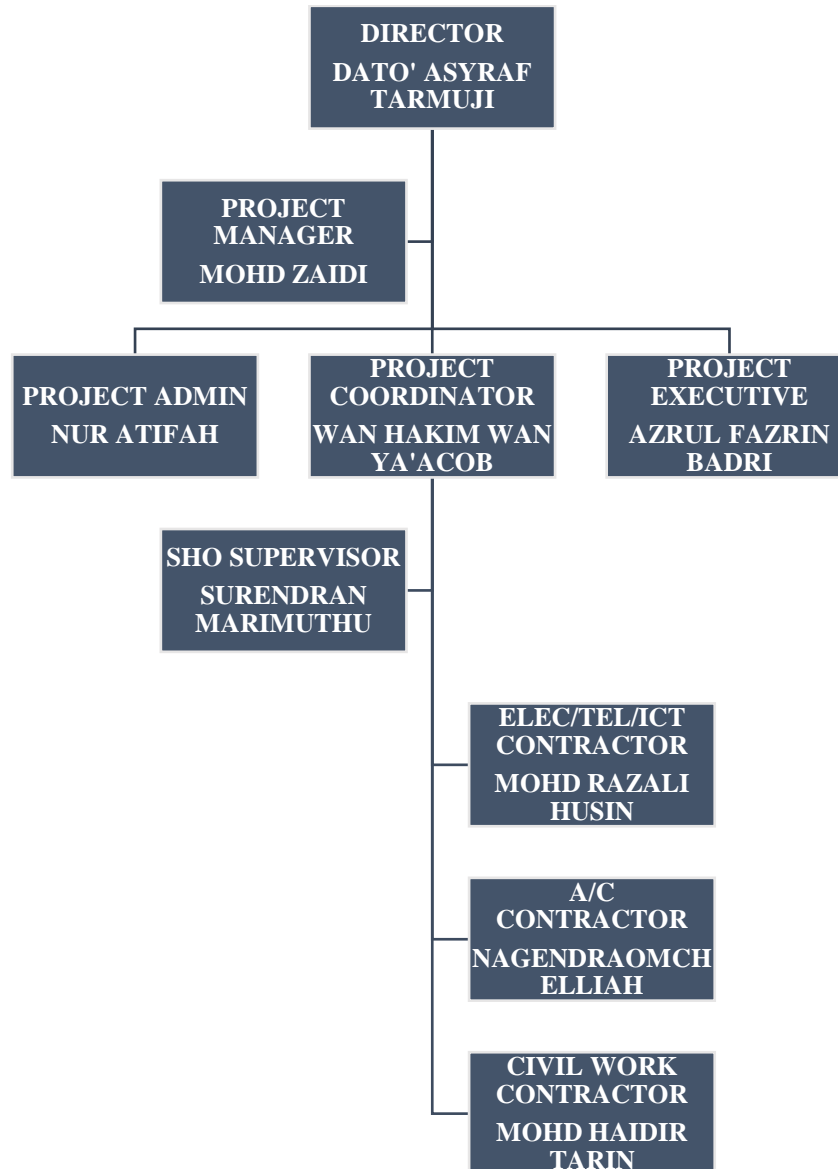 DIRECTOR
DATO' ASYRAF
TARMUJI
PROJECT
MANAGER
MOHD ZAIDI
PROJECT ADMIN
NUR ATIFAH
PROJECT
COORDINATOR
WAN HAKIM WAN
YA'ACOB
PROJECT
EXECUTIVE
AZRUL FAZRIN
BADRI
SHO SUPERVISOR
SURENDRAN
MARIMUTHU
ELEC/TEL/ICT
CONTRACTOR
MOHD RAZALI
HUSIN
A/C
CONTRACTOR
NAGENDRAOMCH
ELLIAH
CIVIL WORK
CONTRACTOR
MOHD HAIDIR
TARIN